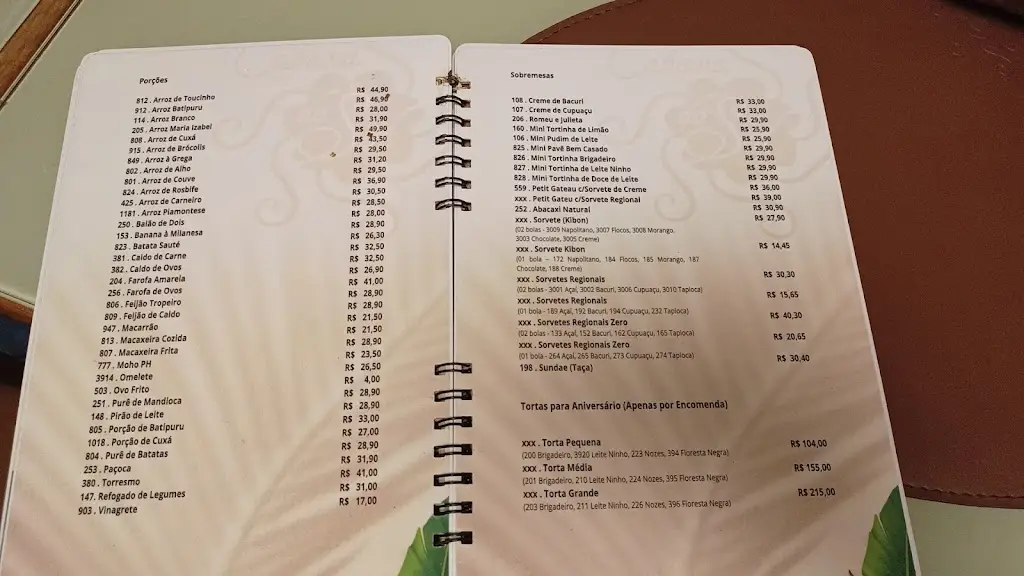 Porções
812 . Arroz de Toucinho R$ 44,90
912 . Arroz Batipuru R$ 46,90
114 . Arroz Branco R$ 28,00
205 . Arroz Maria Izabel R$ 31,90
808 . Arroz de Cuxá R$ 49,90
915 . Arroz de Brócolis R$ 43,50
849 . Arroz à Grega R$ 29,50
802 . Arroz de Alho R$ 31,20
801 . Arroz de Couve R$ 29,50
824 . Arroz de Rosbife R$ 36,90
425 . Arroz de Carneiro R$ 30,50
1181 . Arroz Piamontese R$ 28,50
250 . Baião de Dois R$ 28,00
153 . Banana à Milanesa R$ 28,90
823 . Batata Sauté R$ 26,30
381 . Caldo de Carne R$ 32,50
382 . Caldo de Ovos R$ 32,50
204 . Farofa Amarela R$ 26,90
256 . Farofa de Ovos R$ 41,00
806 . Feijão Tropeiro R$ 28,90
809 . Feijão de Caldo R$ 28,90
947 . Macarrão R$ 21,50
813 . Macaxeira Cozida R$ 21,50
807 . Macaxeira Frita R$ 28,90
777 . Moho PH R$ 23,50
3914 . Omelete R$ 26,50
503 . Ovo Frito R$ 4,00
251 . Purê de Mandioca R$ 28,90
148 . Pirão de Leite R$ 28,90
805 . Porção de Batipuru R$ 33,00
1018 . Porção de Cuxá R$ 27,00
804 . Purê de Batatas R$ 28,90
253 . Paçoca R$ 31,90
380 . Torresmo R$ 41,00
147. Refogado de Legumes R$ 31,00
903 . Vinagrete R$ 17,00
Sobremesas
108 . Creme de Bacuri R$ 33,00
107 . Creme de Cupuaçu R$ 33,00
206 . Romeu e Julieta R$ 29,90
160 . Mini Tortinha de Limão R$ 25,90
106 . Mini Pudim de Leite R$ 25,90
825 . Mini Pavê Bem Casado R$ 29,90
826 . Mini Tortinha Brigadeiro R$ 29,90
827 . Mini Tortinha de Leite Ninho R$ 29,90
828 . Mini Tortinha de Doce de Leite R$ 29,90
559 . Petit Gateau c/Sorvete de Creme R$ 36,00
xxx . Petit Gateu c/Sorvete Regional R$ 39,00
252 . Abacaxi Natural R$ 30,90
xxx . Sorvete (Kibon) R$ 27,90
(02 bolas - 3009 Napolitano, 3007 Flocos, 3008 Morango,
3003 Chocolate, 3005 Creme)
xxx . Sorvete Kibon R$ 14,45
(01 bola – 172 Napolitano, 184 Flocos, 185 Morango, 187
Chocolate, 188 Creme)
xxx . Sorvetes Regionals R$ 30,30
(02 bolas - 3001 Açaí, 3002 Bacuri, 3006 Cupuaçu, 3010 Tapioca)
xxx . Sorvetes Regionals R$ 15,65
(01 bola - 189 Açaí, 192 Bacuri, 194 Cupuaçu, 232 Tapioca)
xxx . Sorvetes Regionals Zero R$ 40,30
(02 bolas - 133 Açaí, 152 Bacuri, 162 Cupuaçu, 165 Tapioca)
xxx . Sorvetes Regionals Zero R$ 20,65
(01 bola - 264 Açaí, 265 Bacuri, 273 Cupuaçu, 274 Tapioca)
198 . Sundae (Taça) R$ 30,40
Tortas para Aniversário (Apenas por Encomenda)
xxx . Torta Pequena R$ 104,00
(200 Brigadeiro, 3920 Leite Ninho, 223 Nozes, 394 Floresta Negra)
xxx . Torta Média R$ 155,00
(201 Brigadeiro, 210 Leite Ninho, 224 Nozes, 395 Floresta Negra)
xxx . Torta Grande R$ 215,00
(203 Brigadeiro, 211 Leite Ninho, 226 Nozes, 396 Floresta Negra)